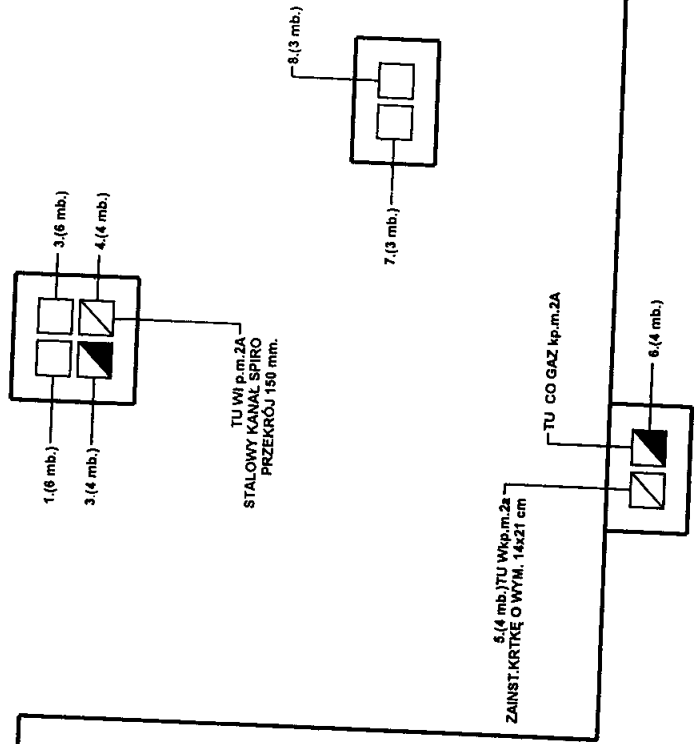 8.(3 mb.)
7.(3 mb.)
3.(6 mb.)
4.(4 mb.)
1.(6 mb.)
3.(4 mb.)
TU Wł p.m.2A
STALOWY KANAŁ SPIRO
PRZEKRÓJ 150 mm.
TU CO GAZ kp.m.2A
6.(4 mb.)
5.(4 mb.)TU Wkp.m.2a
ZAINST.KRTKĘ O WYM. 14x21 cm